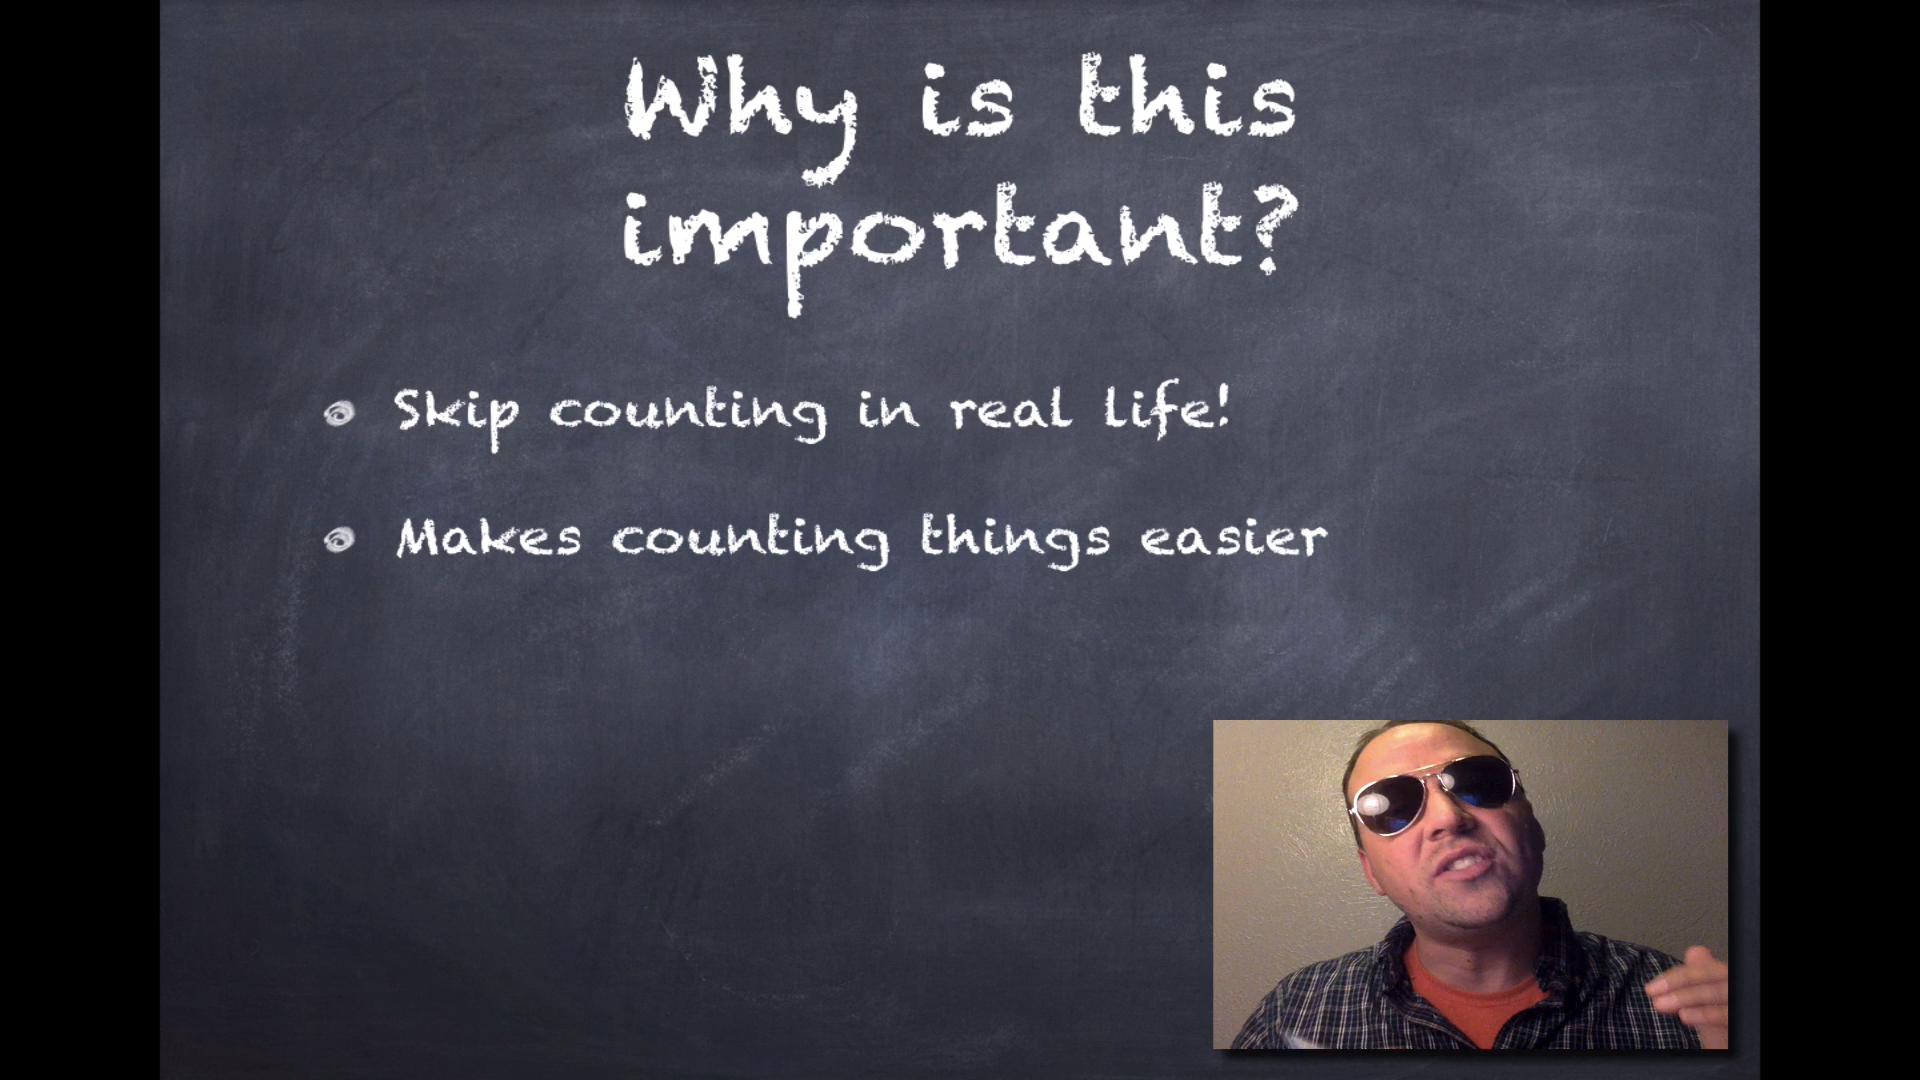 Why is this
important?
Skip counting in real life!
Makes counting things easier